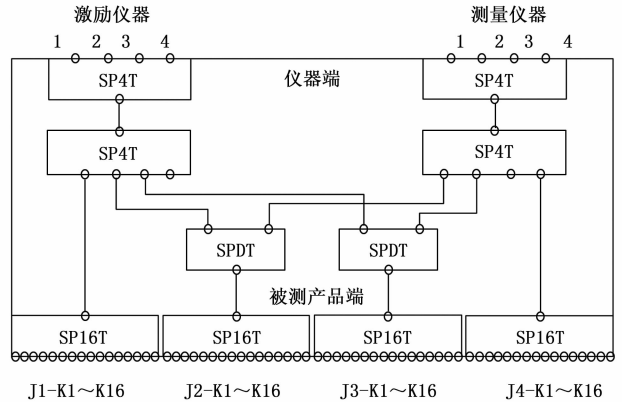 激励仪器 测量仪器
1 2 3 4 1 2 3 4
SP4T 仪器端 SP4T
SP4T SP4T
SPDT SPDT
被测产品端
SP16T SP16T SP16T SP16T
J1-K1～K16 J2-K1～K16 J3-K1～K16 J4-K1～K16